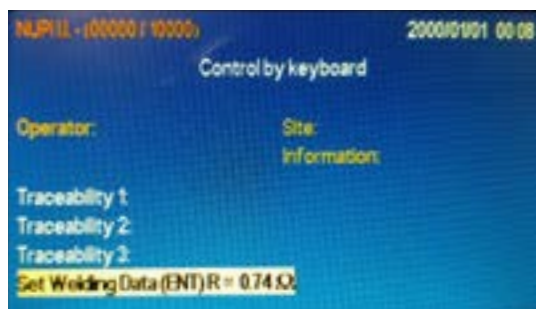 NUPI I.I. - (00000 / 10000) 2000/01/01 00:08
Control by keyboard
Operator: Site:
Information:
Traceability 1:
Traceability 2:
Traceability 3:
Set Welding Data (ENT) R = 0.74 Ω